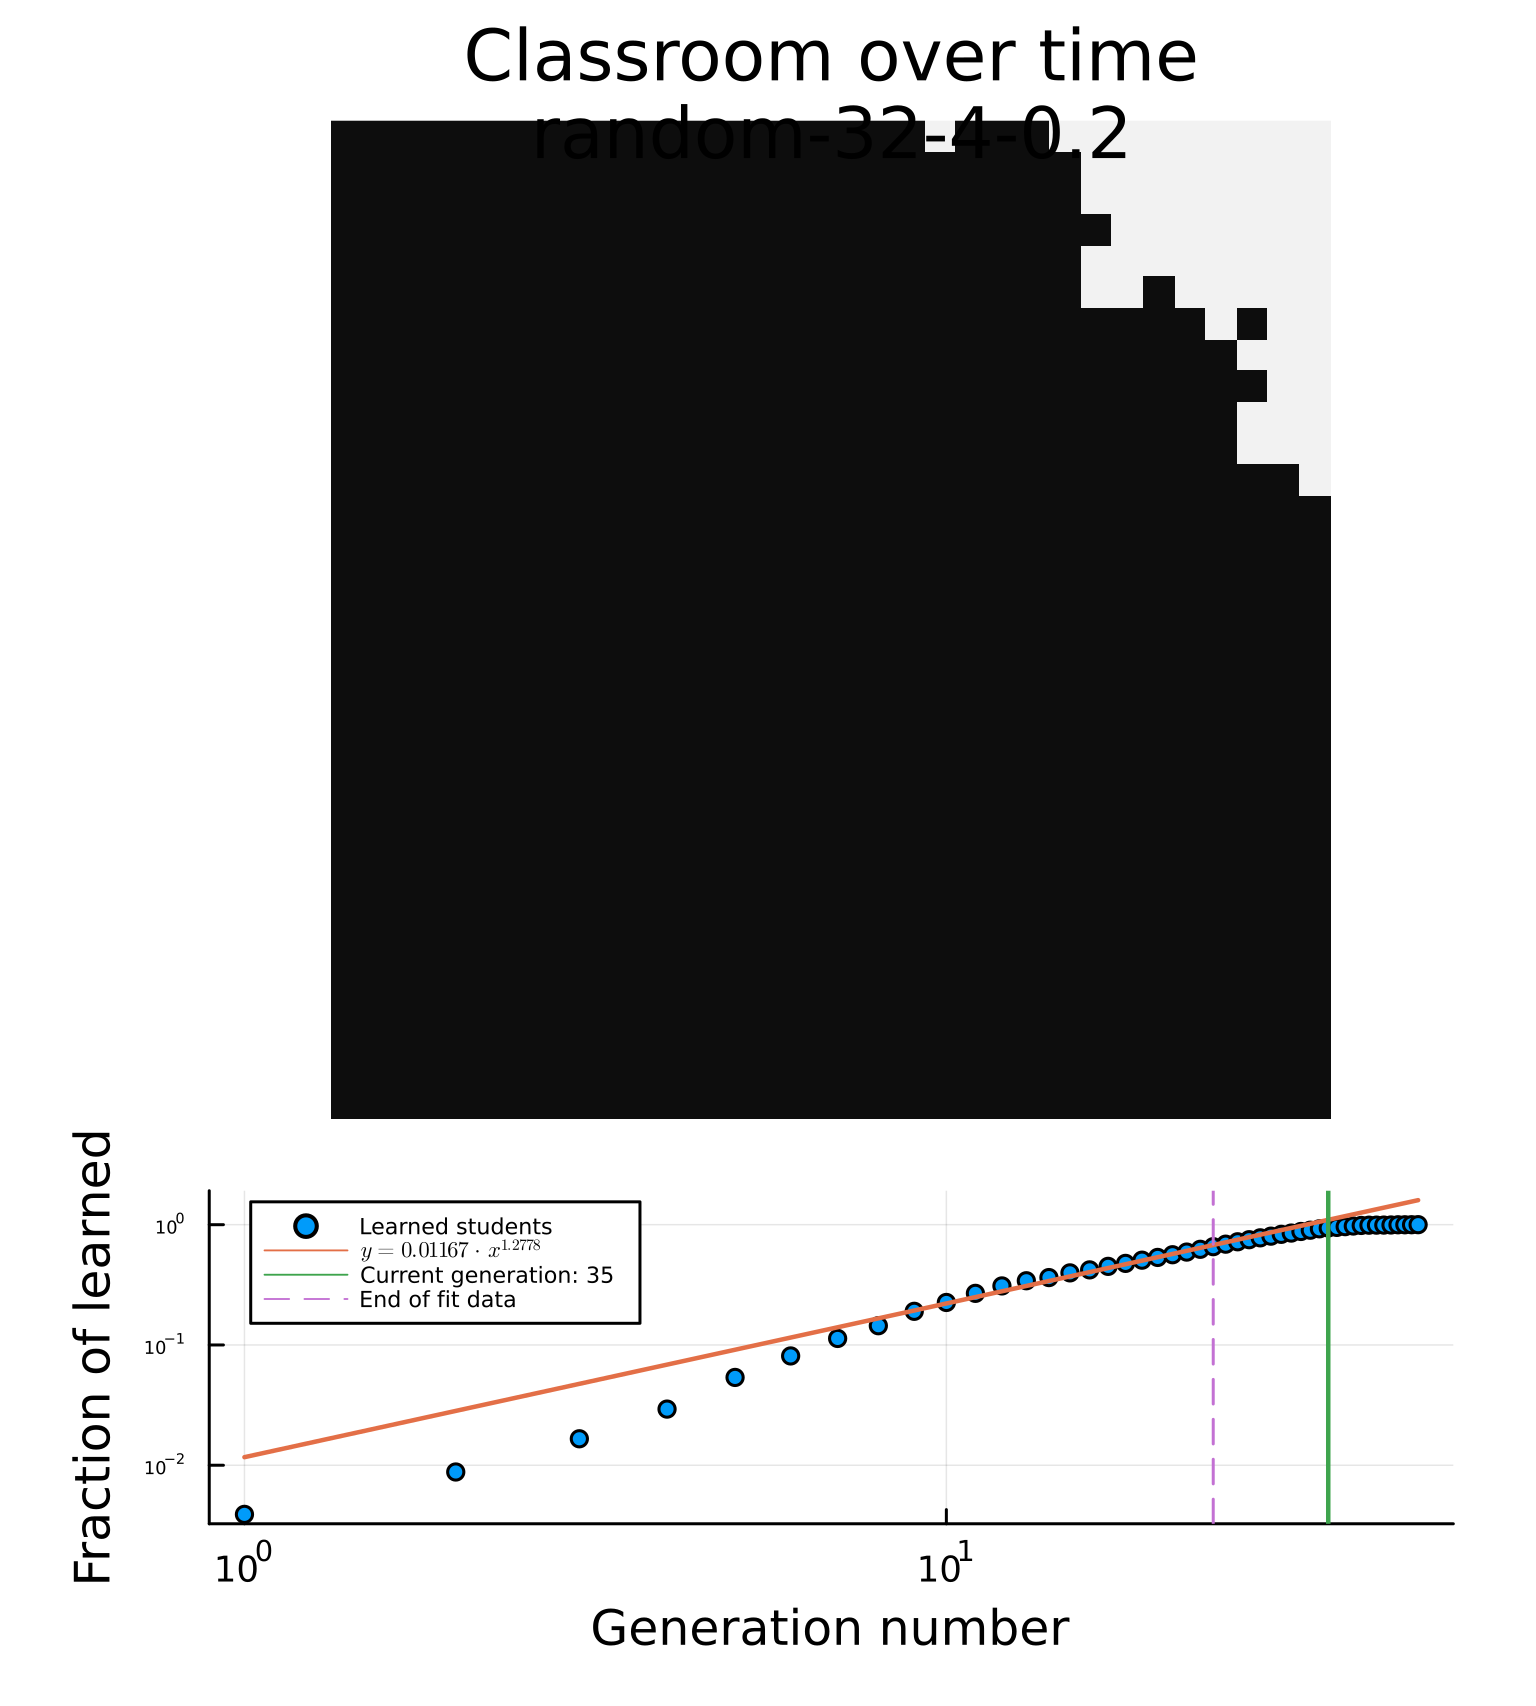 Classroom over time
random-32-4-0.2
Fraction of learned
10^0
10^-1
10^-2
Learned students
y = 0.01167 · x^1.2778
Current generation: 35
End of fit data
10^0
10^1
Generation number